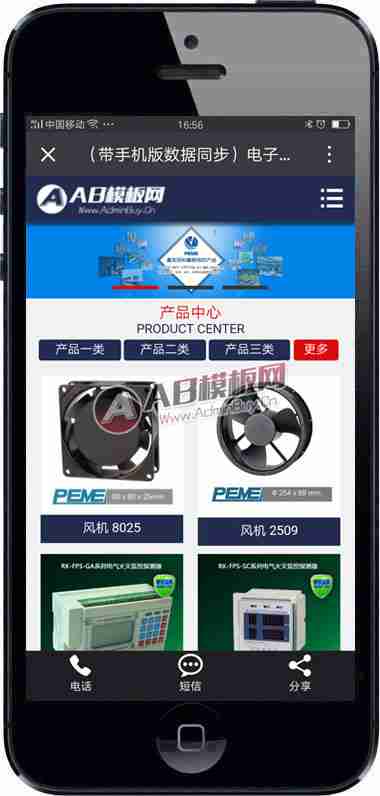 中国移动
16:56
（带手机版数据同步）电子...
AB模板网
Www.AdminBuy.Cn
PEME
产品中心
PRODUCT CENTER
产品一类 产品二类 产品三类 更多
AB模板网
Www.AdminBuy.Cn
PEME 80 x 80 x 25mm
PEME Φ 254 x 89 mm
风机 8025
风机 2509
RK-FPS-GA系列电气火灾监控探测器
RK-FPS-SC系列电气火灾监控探测器
电话 短信 分享